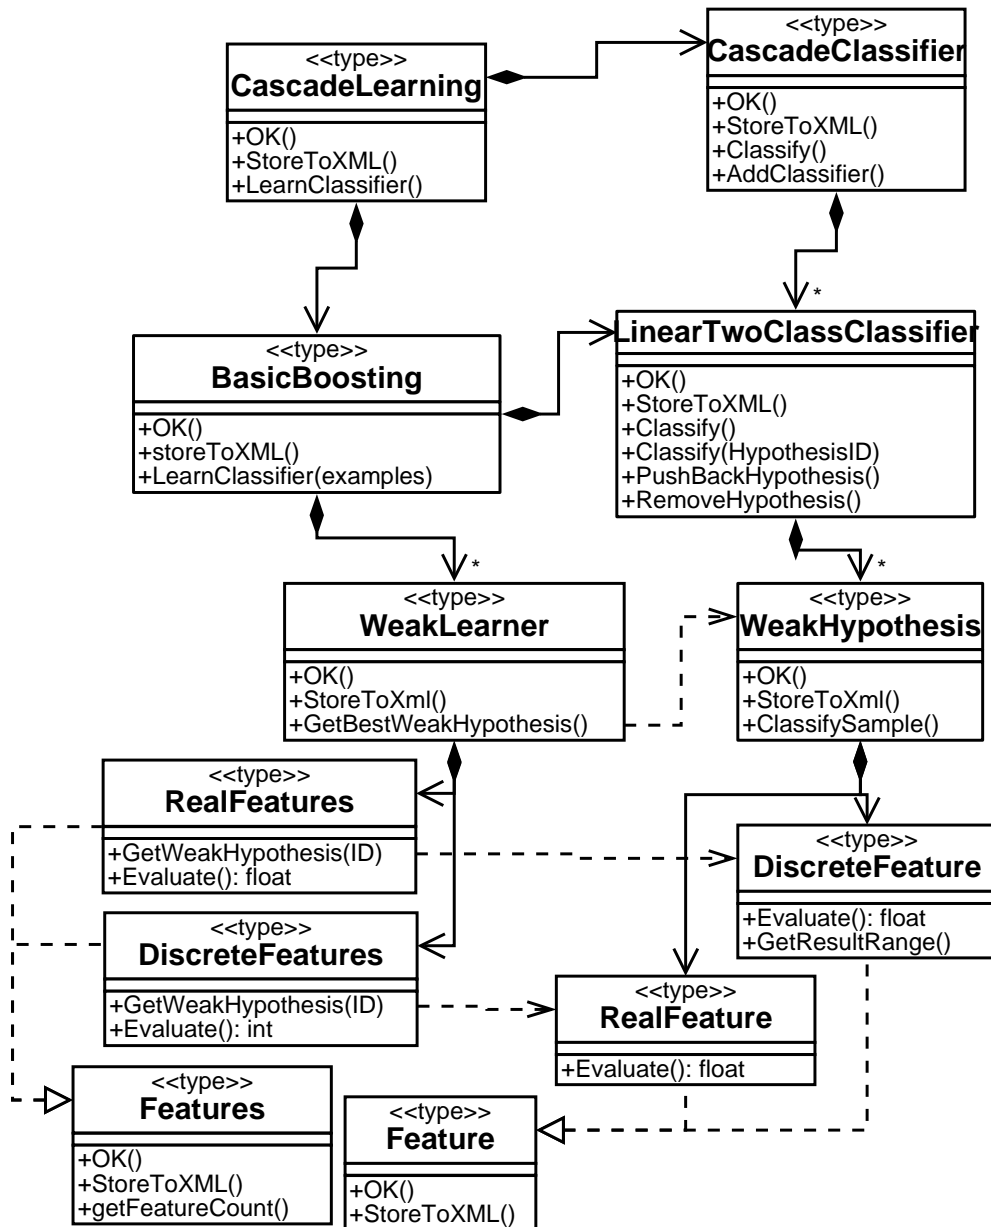 <<type>>
CascadeLearning
+OK()
+StoreToXML()
+LearnClassifier()
<<type>>
CascadeClassifier
+OK()
+StoreToXML()
+Classify()
+AddClassifier()
*
<<type>>
BasicBoosting
+OK()
+storeToXML()
+LearnClassifier(examples)
LinearTwoClassClassifier
+OK()
+StoreToXML()
+Classify()
+Classify(HypothesisID)
+PushBackHypothesis()
+RemoveHypothesis()
*
*
<<type>>
WeakLearner
+OK()
+StoreToXml()
+GetBestWeakHypothesis()
<<type>>
WeakHypothesis
+OK()
+StoreToXml()
+ClassifySample()
<<type>>
RealFeatures
+GetWeakHypothesis(ID)
+Evaluate(): float
<<type>>
DiscreteFeature
+Evaluate(): float
+GetResultRange()
<<type>>
DiscreteFeatures
+GetWeakHypothesis(ID)
+Evaluate(): int
<<type>>
RealFeature
+Evaluate(): float
<<type>>
Features
+OK()
+StoreToXML()
+getFeatureCount()
<<type>>
Feature
+OK()
+StoreToXML()